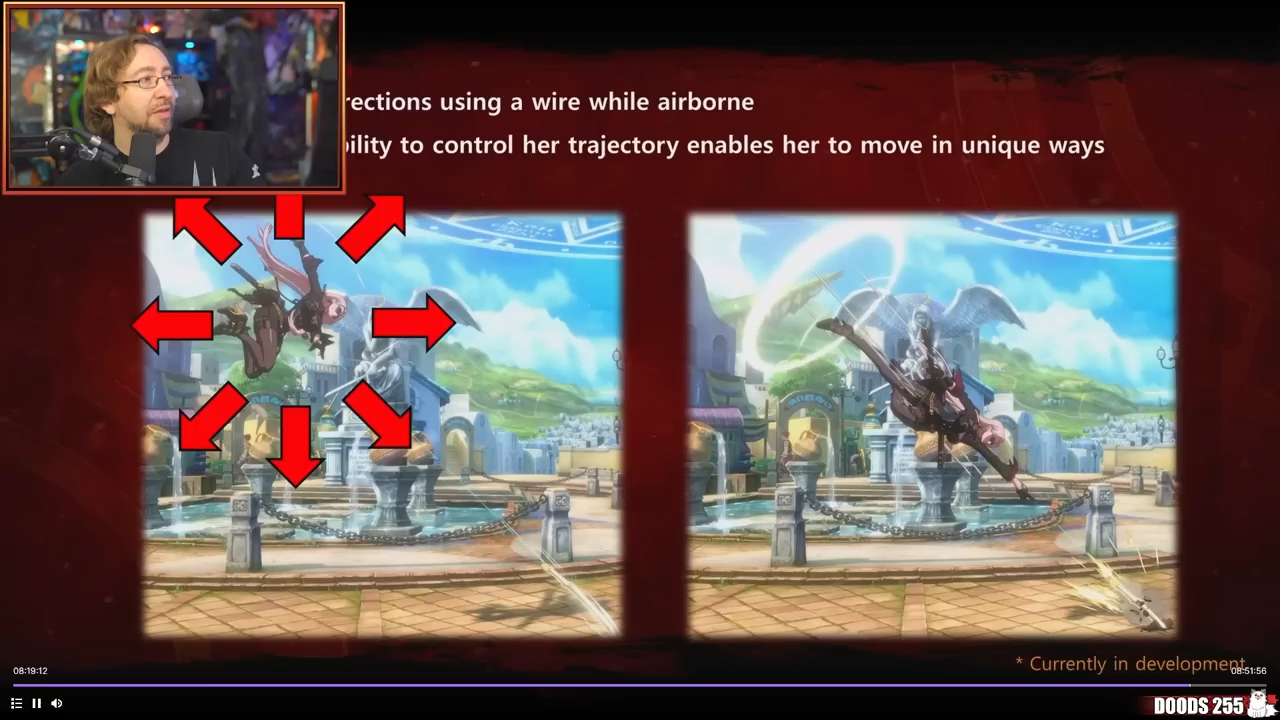 rections using a wire while airborne
ility to control her trajectory enables her to move in unique ways
* Currently in development
08:19:12
08:51:56
DOODS 255